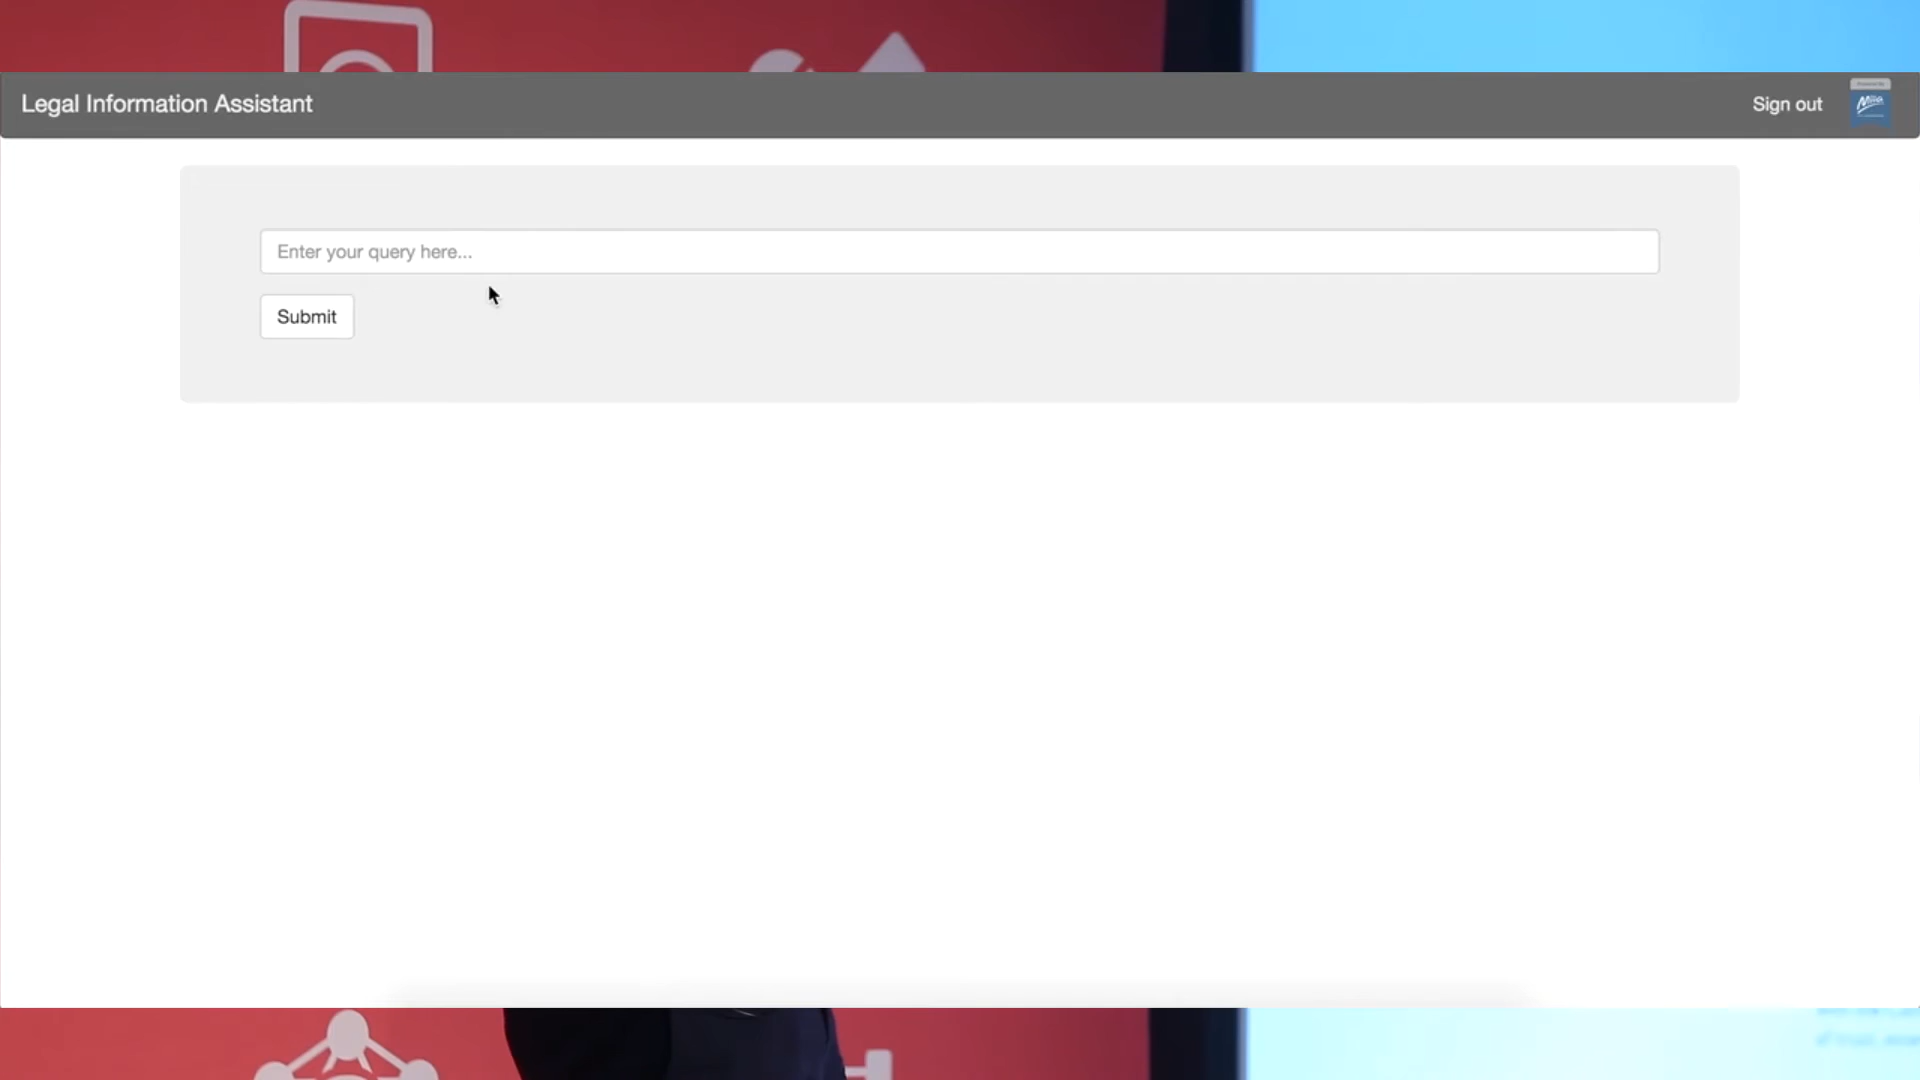 Legal Information Assistant
Sign out
Enter your query here...
Submit